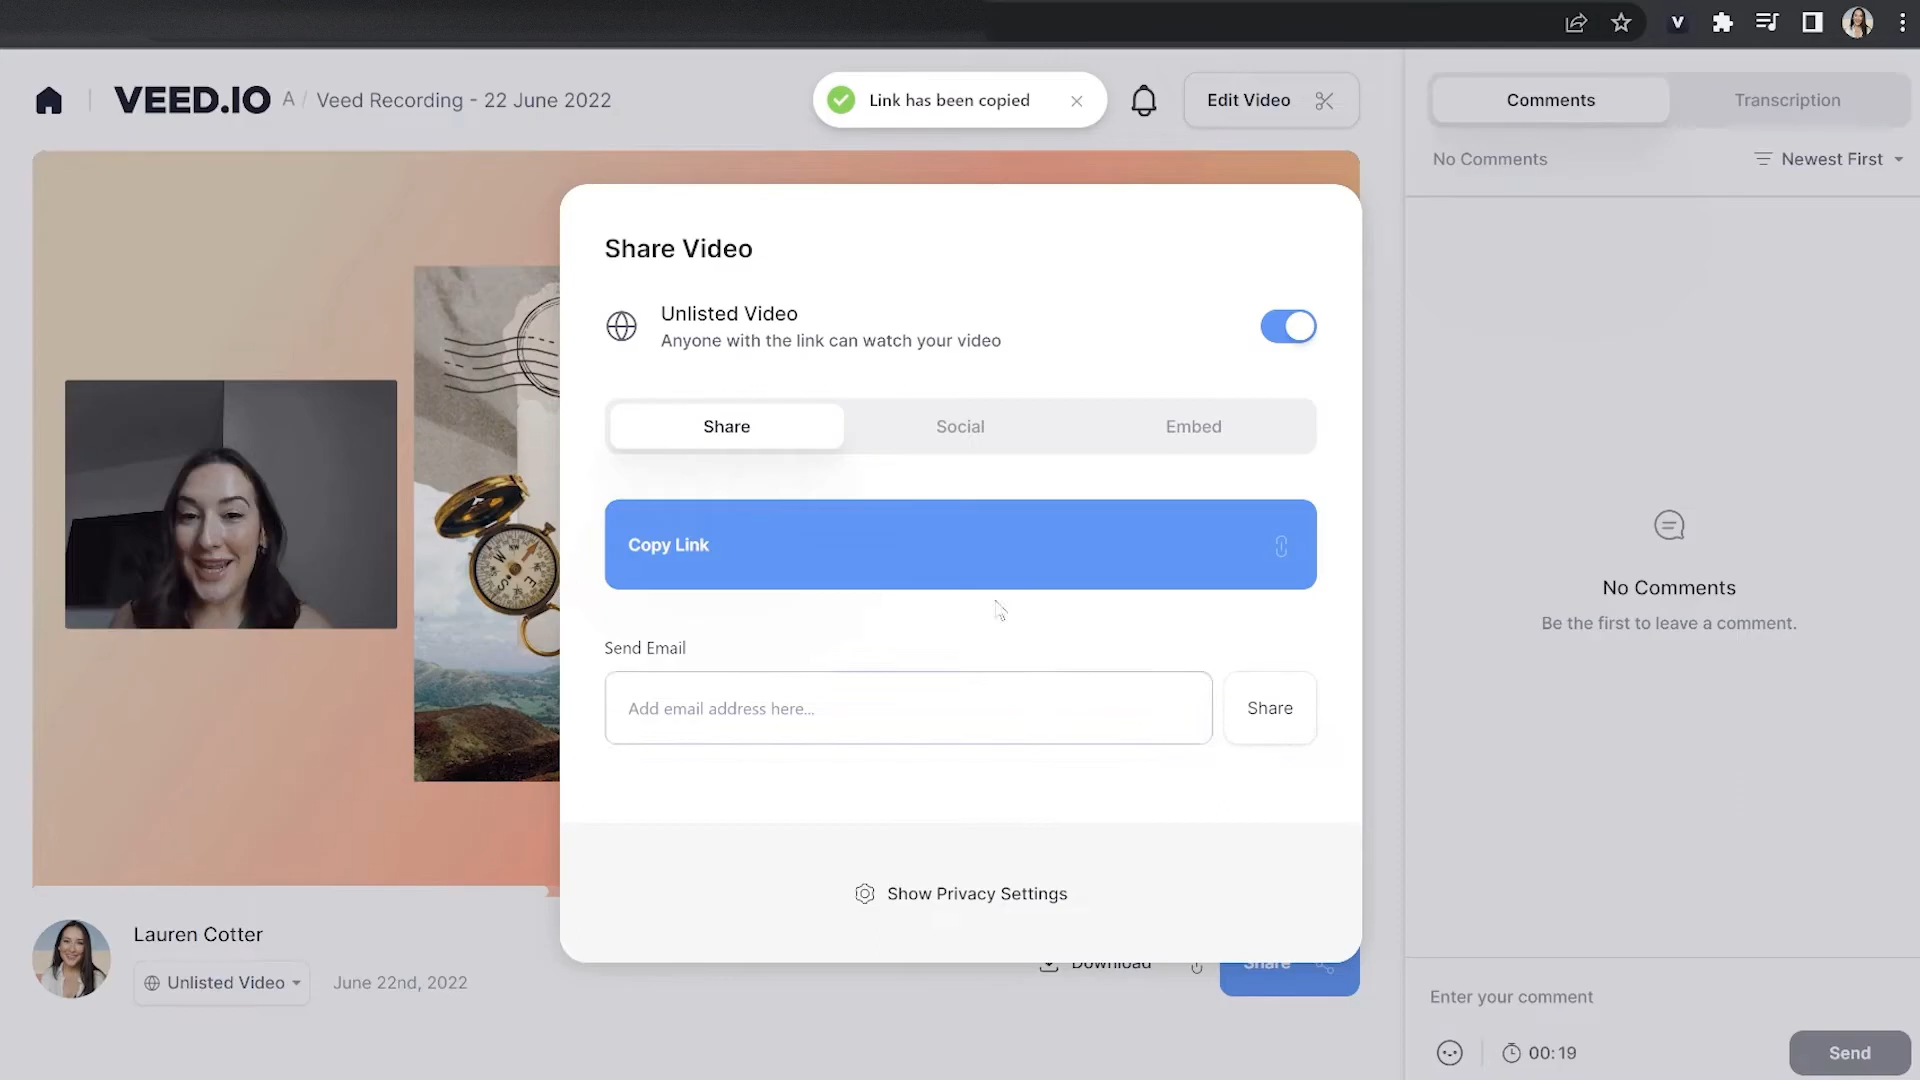 VEED.IO A / Veed Recording - 22 June 2022
Link has been copied
Edit Video
Comments
Transcription
No Comments
Newest First
Share Video
Unlisted Video
Anyone with the link can watch your video
Share
Social
Embed
Copy Link
Send Email
Add email address here...
Share
Show Privacy Settings
No Comments
Be the first to leave a comment.
Lauren Cotter
Unlisted Video
June 22nd, 2022
Download
Share
Enter your comment
00:19
Send